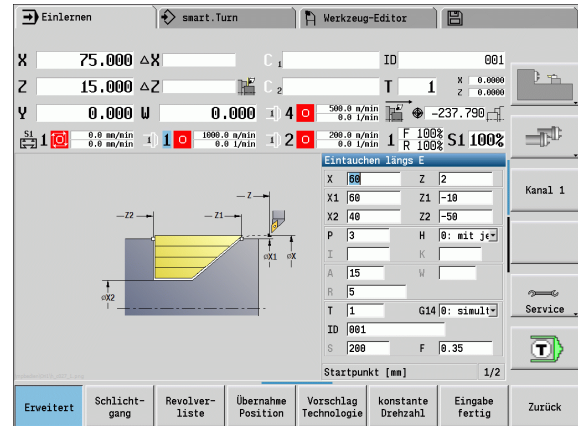 Einlernen smart.Turn Werkzeug-Editor
X 75.000 △X C 1 ID 001
Z 15.000 △Z C 2 T 1 X 0.0000
Z 0.0000
Y 0.000 U 0.000 4 500.0 m/min
0.0 1/min -237.790
S1 1 0.0 mm/min
0.0 mm/min 1 1000.0 m/min
0.0 1/min 2 200.0 m/min
0.0 1/min 1 F 100%
R 100% S1 100%
Eintauchen längs E
X 60 Z 2
X1 60 Z1 -10
X2 40 Z2 -50
P 3 H 0: mit je
I K
A 15 W
R 5
T 1 G14 0: simult
ID 001
S 200 F 0.35
Startpunkt [mm] 1/2
Z
Z2 Z1
øX1 øX
øX2
Kanal 1
Service
T
Erweitert Schlicht-
gang Revolver-
liste Übernahme
Position Vorschlag
Technologie konstante
Drehzahl Eingabe
fertig Zurück